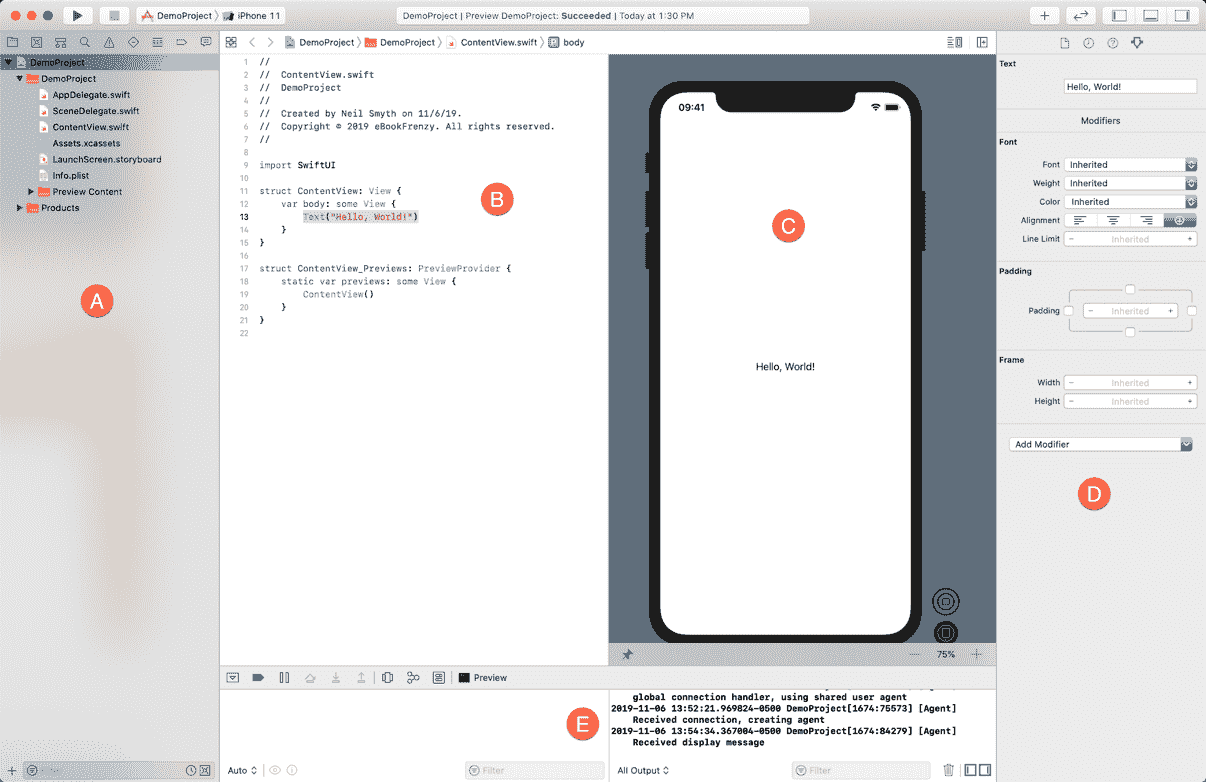 DemoProject iPhone 11
DemoProject | Preview DemoProject: Succeeded | Today at 1:30 PM
DemoProject DemoProject ContentView.swift body
DemoProject
DemoProject
AppDelegate.swift
SceneDelegate.swift
ContentView.swift
Assets.xcassets
LaunchScreen.storyboard
Info.plist
Preview Content
Products
A
1 //
2 // ContentView.swift
3 // DemoProject
4 //
5 // Created by Neil Smyth on 11/6/19.
6 // Copyright © 2019 eBookFrenzy. All rights reserved.
7 //
8
9 import SwiftUI
10
11 struct ContentView: View {
12 var body: some View {
13 Text("Hello, World!")
14 }
15 }
16
17 struct ContentView_Previews: PreviewProvider {
18 static var previews: some View {
19 ContentView()
20 }
21 }
22
B
09:41
C
Hello, World!
75%
Text
Hello, World!
Modifiers
Font
Font Inherited
Weight Inherited
Color Inherited
Alignment
Line Limit Inherited
Padding
Padding Inherited
Frame
Width Inherited
Height Inherited
Add Modifier
D
Preview
E
global connection handler, using shared user agent
2019-11-06 13:52:21.969824-0500 DemoProject[1674:75573] [Agent]
Received connection, creating agent
2019-11-06 13:54:34.367004-0500 DemoProject[1674:84279] [Agent]
Received display message
Auto Filter
All Output Filter